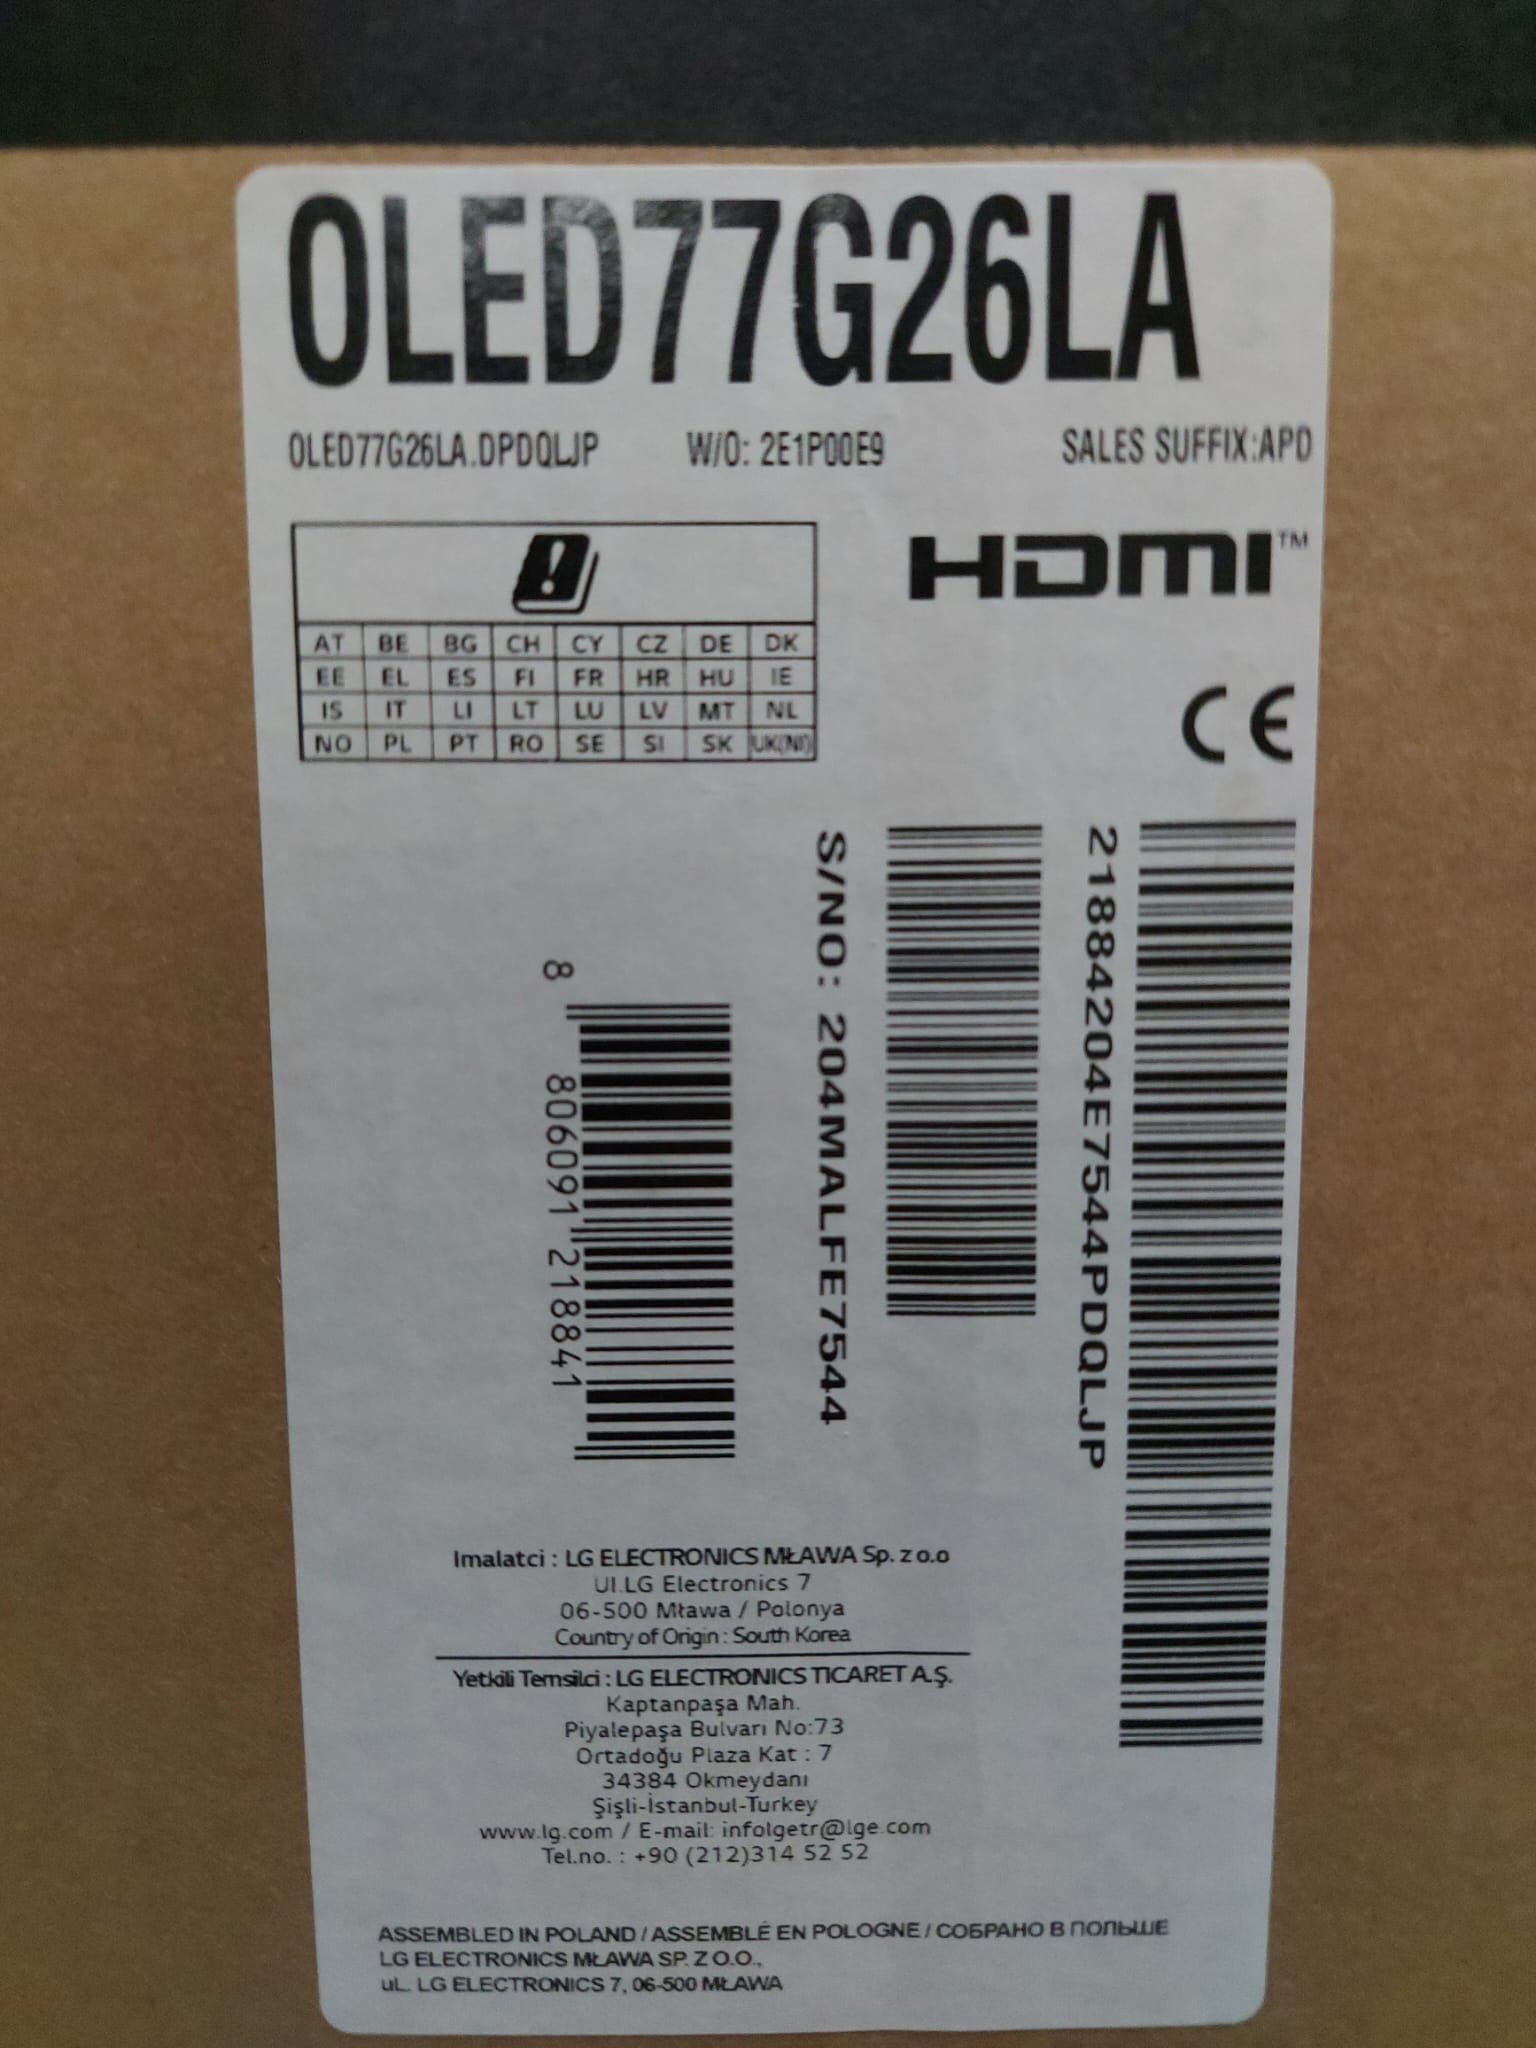 OLED77G26LA
OLED77G26LA.DPDQLJP W/O: 2E1P00E9 SALES SUFFIX:APD
HDMI™
AT BE BG CH CY CZ DE DK
EE EL ES FI FR HR HU IE
IS IT LI LT LU LV MT NL
NO PL PT RO SE SI SK UK(NI)
CE
8 806091 218841
S/NO: 204MALFE7544
21884204E7544PDQLJP
Imalatci : LG ELECTRONICS MŁAWA Sp. z o.o
Ul.LG Electronics 7
06-500 Mława / Polonya
Country of Origin : South Korea
Yetkili Temsilci : LG ELECTRONICS TICARET A.Ş.
Kaptanpaşa Mah.
Piyalepaşa Bulvarı No:73
Ortadoğu Plaza Kat : 7
34384 Okmeydanı
Şişli-İstanbul-Turkey
www.lg.com / E-mail: infolgetr@lge.com
Tel.no. : +90 (212)314 52 52
ASSEMBLED IN POLAND / ASSEMBLÉ EN POLOGNE / СОБРАНО В ПОЛЬШЕ
LG ELECTRONICS MŁAWA SP. Z O.O.,
uL. LG ELECTRONICS 7, 06-500 MŁAWA